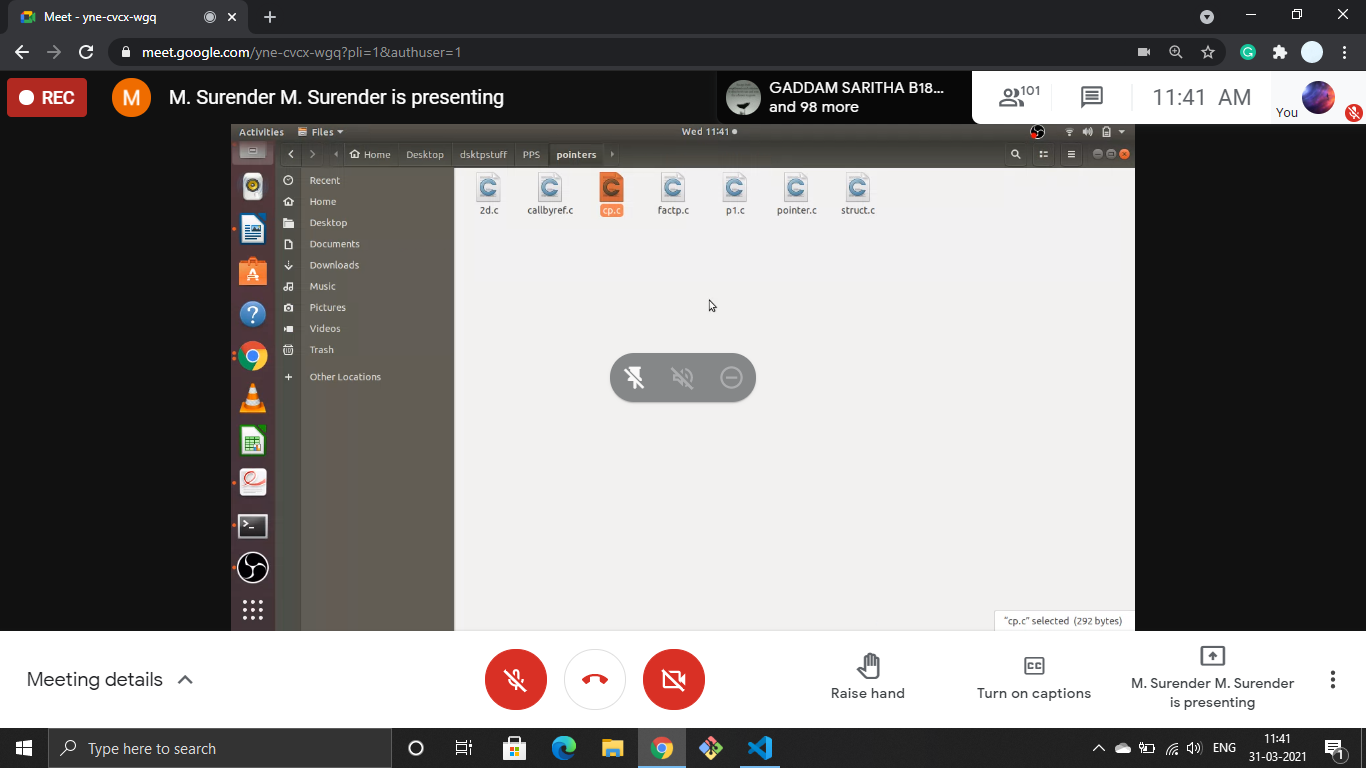 Meet - yne-cvcx-wgq
meet.google.com/yne-cvcx-wgq?pli=1&authuser=1
REC
M
M. Surender M. Surender is presenting
GADDAM SARITHA B18...
and 98 more
101
11:41 AM
You
Activities
Files
Wed 11:41
Home
Desktop
dsktpstuff
PPS
pointers
Recent
Home
Desktop
Documents
Downloads
Music
Pictures
Videos
Trash
Other Locations
2d.c
callbyref.c
cp.c
factp.c
p1.c
pointer.c
struct.c
"cp.c" selected (292 bytes)
Meeting details
Raise hand
Turn on captions
M. Surender M. Surender
is presenting
Type here to search
ENG
11:41
31-03-2021
1